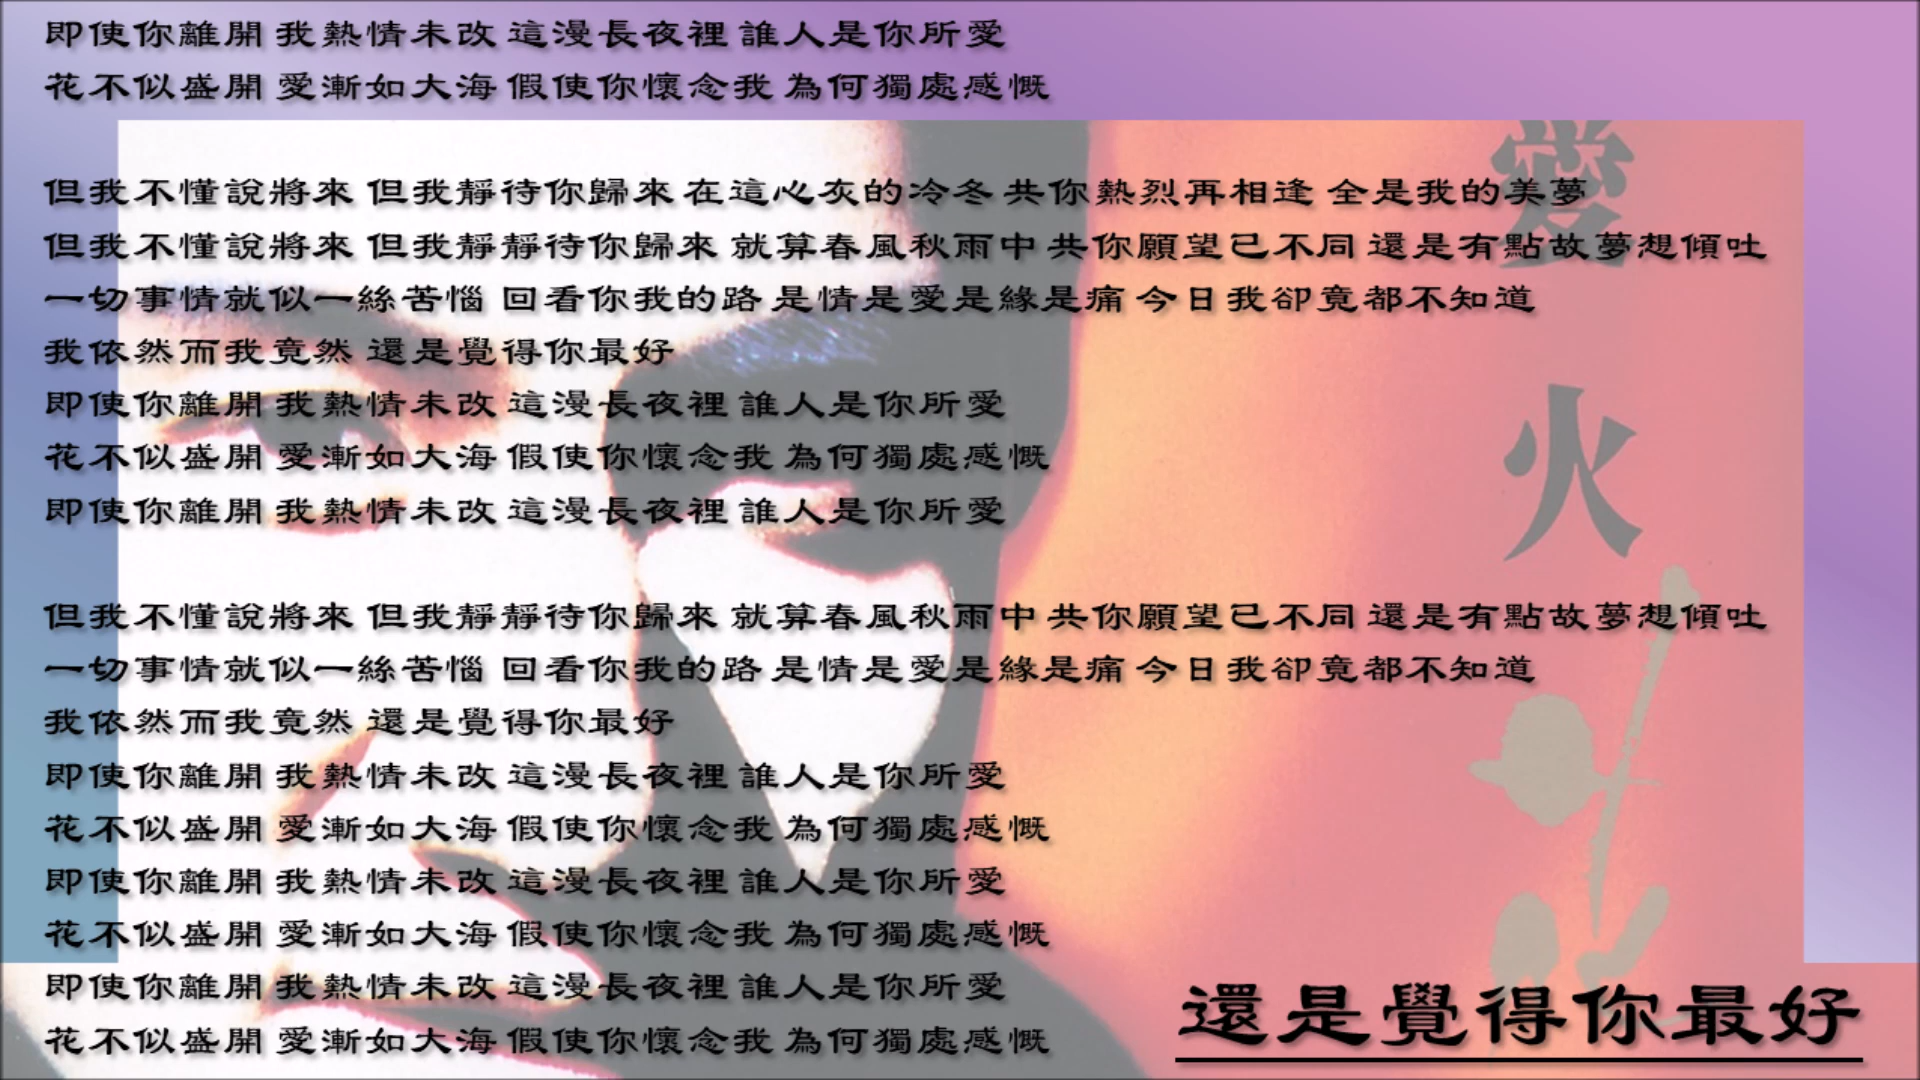 即使你離開 我熱情未改 這漫長夜裡 誰人是你所愛
花不似盛開 愛漸如大海 假使你懷念我 為何獨處感慨
但我不懂說將來 但我靜待你歸來 在這心灰的冷冬 共你熱烈再相逢 全是我的美夢
但我不懂說將來 但我靜靜待你歸來 就算春風秋雨中 共你願望已不同 還是有點故夢想傾吐
一切事情就似一絲苦惱 回看你我的路 是情是愛是緣是痛 今日我卻竟都不知道
我依然而我竟然 還是覺得你最好
即使你離開 我熱情未改 這漫長夜裡 誰人是你所愛
花不似盛開 愛漸如大海 假使你懷念我 為何獨處感慨
即使你離開 我熱情未改 這漫長夜裡 誰人是你所愛
但我不懂說將來 但我靜靜待你歸來 就算春風秋雨中 共你願望已不同 還是有點故夢想傾吐
一切事情就似一絲苦惱 回看你我的路 是情是愛是緣是痛 今日我卻竟都不知道
我依然而我竟然 還是覺得你最好
即使你離開 我熱情未改 這漫長夜裡 誰人是你所愛
花不似盛開 愛漸如大海 假使你懷念我 為何獨處感慨
即使你離開 我熱情未改 這漫長夜裡 誰人是你所愛
花不似盛開 愛漸如大海 假使你懷念我 為何獨處感慨
即使你離開 我熱情未改 這漫長夜裡 誰人是你所愛
花不似盛開 愛漸如大海 假使你懷念我 為何獨處感慨
還是覺得你最好
愛
火